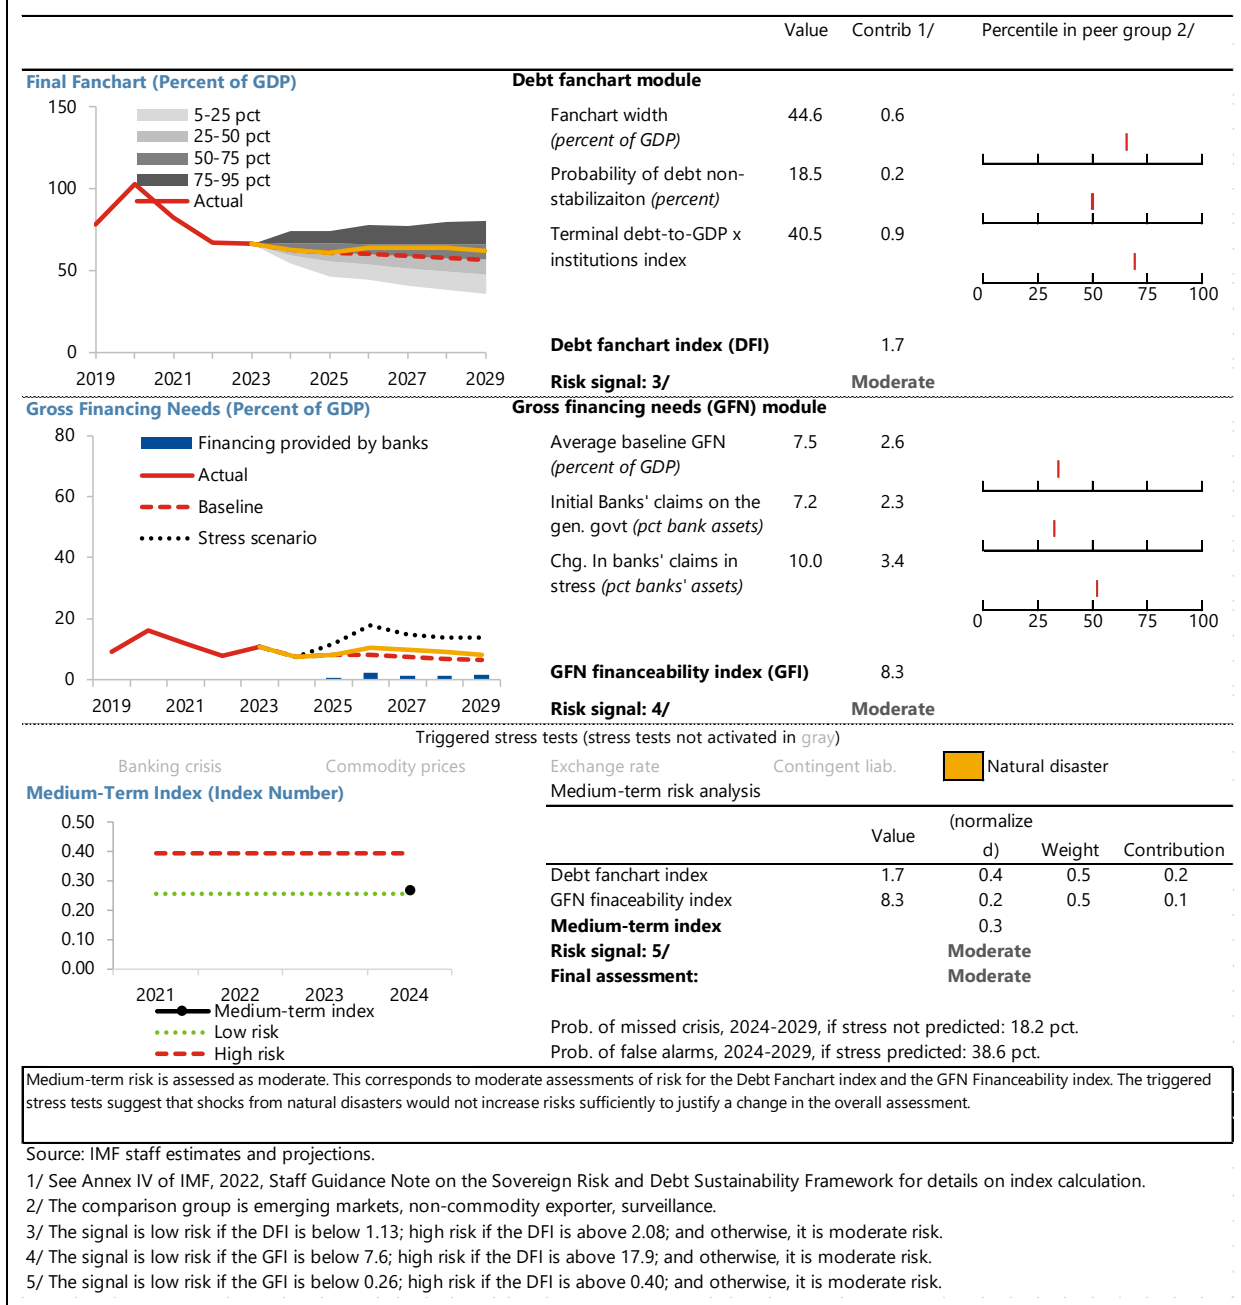 Value Contrib 1/ Percentile in peer group 2/
Final Fanchart (Percent of GDP)
150
100
50
0
5-25 pct
25-50 pct
50-75 pct
75-95 pct
Actual
2019 2021 2023 2025 2027 2029
Debt fanchart module
Fanchart width 44.6 0.6
(percent of GDP)
Probability of debt non- 18.5 0.2
stabilizaiton (percent)
Terminal debt-to-GDP x 40.5 0.9
institutions index
0 25 50 75 100
Debt fanchart index (DFI) 1.7
Risk signal: 3/ Moderate
Gross Financing Needs (Percent of GDP)
80
60
40
20
0
Financing provided by banks
Actual
Baseline
Stress scenario
2019 2021 2023 2025 2027 2029
Gross financing needs (GFN) module
Average baseline GFN 7.5 2.6
(percent of GDP)
Initial Banks' claims on the 7.2 2.3
gen. govt (pct bank assets)
Chg. In banks' claims in 10.0 3.4
stress (pct banks' assets)
0 25 50 75 100
GFN financeability index (GFI) 8.3
Risk signal: 4/ Moderate
Triggered stress tests (stress tests not activated in gray)
Banking crisis Commodity prices Exchange rate Contingent liab. Natural disaster
Medium-Term Index (Index Number)
0.50
0.40
0.30
0.20
0.10
0.00
2021 2022 2023 2024
Medium-term index
Low risk
High risk
Medium-term risk analysis
Value (normalize
d) Weight Contribution
Debt fanchart index 1.7 0.4 0.5 0.2
GFN finaceability index 8.3 0.2 0.5 0.1
Medium-term index 0.3
Risk signal: 5/ Moderate
Final assessment: Moderate
Prob. of missed crisis, 2024-2029, if stress not predicted: 18.2 pct.
Prob. of false alarms, 2024-2029, if stress predicted: 38.6 pct.
Medium-term risk is assessed as moderate. This corresponds to moderate assessments of risk for the Debt Fanchart index and the GFN Financeability index. The triggered
stress tests suggest that shocks from natural disasters would not increase risks sufficiently to justify a change in the overall assessment.
Source: IMF staff estimates and projections.
1/ See Annex IV of IMF, 2022, Staff Guidance Note on the Sovereign Risk and Debt Sustainability Framework for details on index calculation.
2/ The comparison group is emerging markets, non-commodity exporter, surveillance.
3/ The signal is low risk if the DFI is below 1.13; high risk if the DFI is above 2.08; and otherwise, it is moderate risk.
4/ The signal is low risk if the GFI is below 7.6; high risk if the DFI is above 17.9; and otherwise, it is moderate risk.
5/ The signal is low risk if the GFI is below 0.26; high risk if the DFI is above 0.40; and otherwise, it is moderate risk.